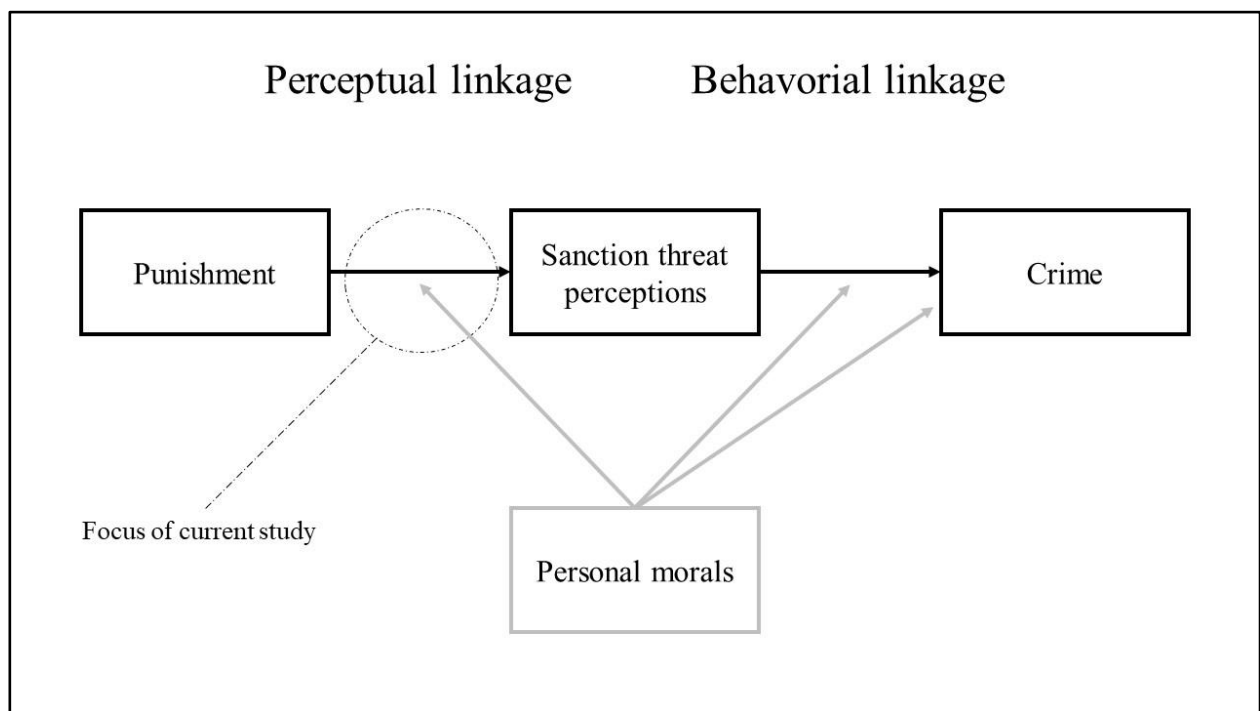 Perceptual linkage
Behavorial linkage
Punishment
Sanction threat
perceptions
Crime
Focus of current study
Personal morals